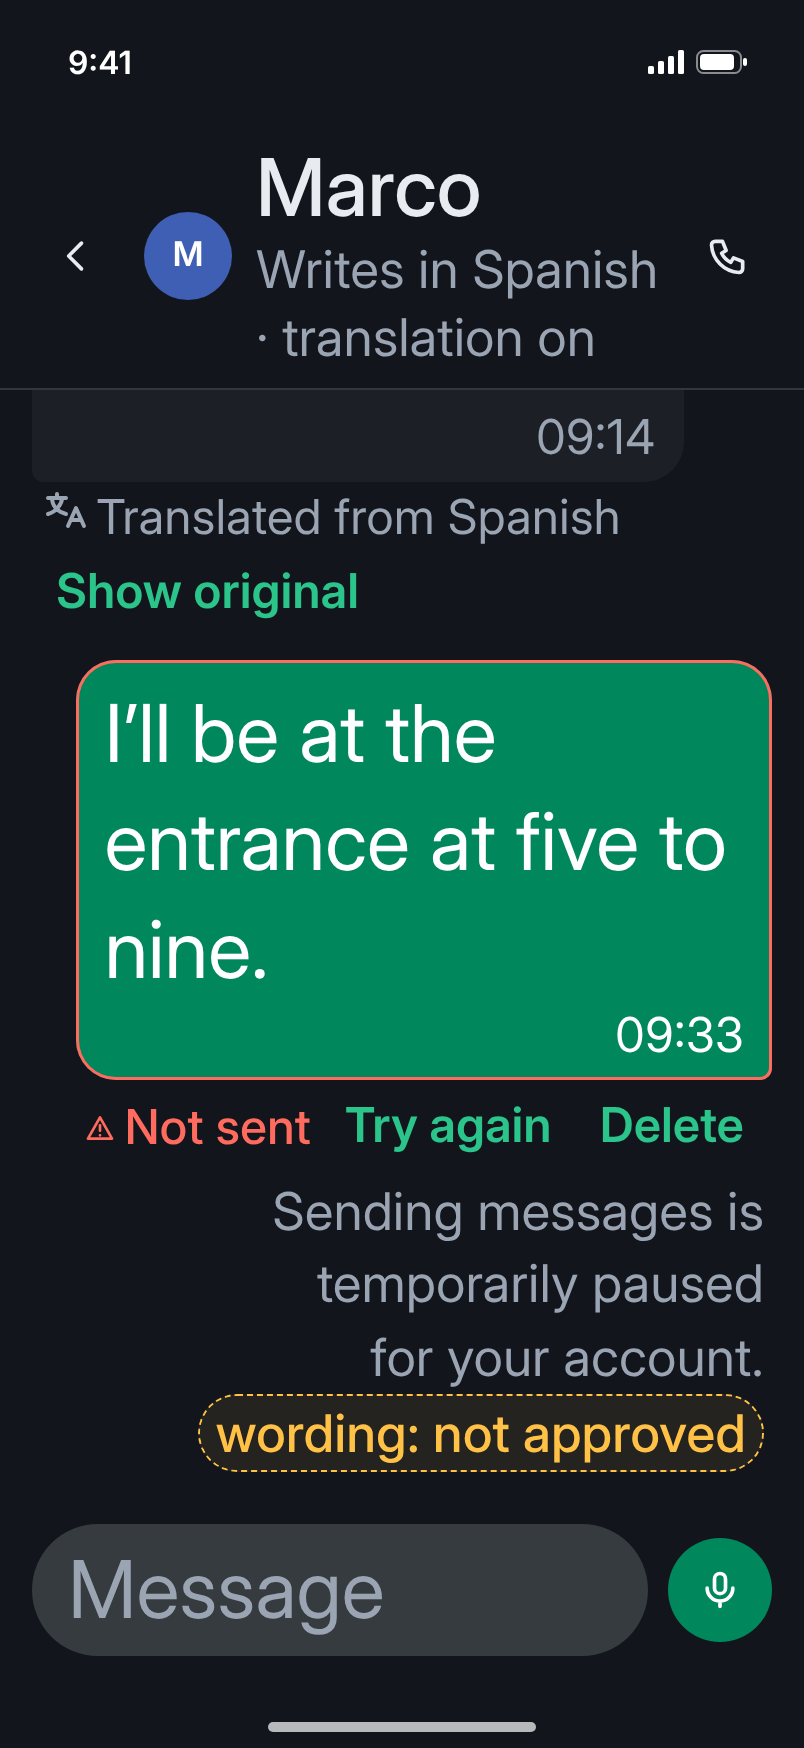 9:41
Marco
M
Writes in Spanish
· translation on
09:14
Translated from Spanish
Show original
I’ll be at the
entrance at five to
nine.
09:33
Not sent Try again Delete
Sending messages is
temporarily paused
for your account.
wording: not approved
Message